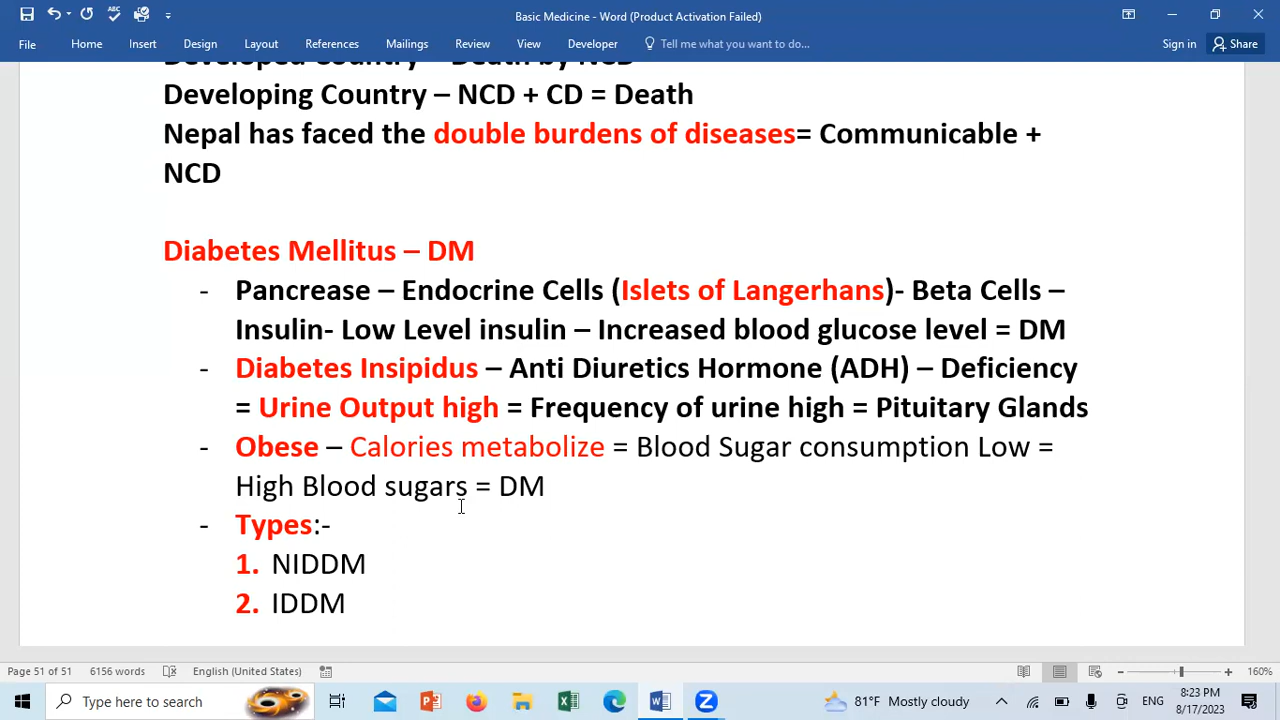 Basic Medicine - Word (Product Activation Failed)
File Home Insert Design Layout References Mailings Review View Developer Tell me what you want to do... Sign in Share
Developed Country – Death by NCD
Developing Country – NCD + CD = Death
Nepal has faced the double burdens of diseases= Communicable +
NCD
Diabetes Mellitus – DM
- Pancrease – Endocrine Cells (Islets of Langerhans)- Beta Cells –
Insulin- Low Level insulin – Increased blood glucose level = DM
- Diabetes Insipidus – Anti Diuretics Hormone (ADH) – Deficiency
= Urine Output high = Frequency of urine high = Pituitary Glands
- Obese – Calories metabolize = Blood Sugar consumption Low =
High Blood sugars = DM
- Types:-
1. NIDDM
2. IDDM
Page 51 of 51 6156 words English (United States) 160%
Type here to search 81°F Mostly cloudy ENG 8:23 PM
8/17/2023